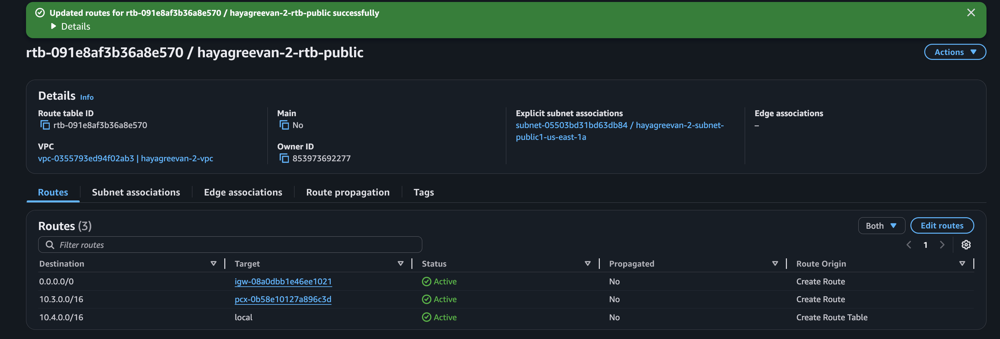 Updated routes for rtb-091e8af3b36a8e570 / hayagreevan-2-rtb-public successfully
Details
rtb-091e8af3b36a8e570 / hayagreevan-2-rtb-public
Actions
Details Info
Route table ID
rtb-091e8af3b36a8e570
Main
No
Explicit subnet associations
subnet-05503bd31bd63db84 / hayagreevan-2-subnet-
public1-us-east-1a
Edge associations
–
VPC
vpc-0355793ed94f02ab3 | hayagreevan-2-vpc
Owner ID
853973692277
Routes Subnet associations Edge associations Route propagation Tags
Routes (3)
Both Edit routes
Filter routes
1
Destination Target Status Propagated Route Origin
0.0.0.0/0 igw-08a0dbb1e46ee1021 Active No Create Route
10.3.0.0/16 pcx-0b58e10127a896c3d Active No Create Route
10.4.0.0/16 local Active No Create Route Table